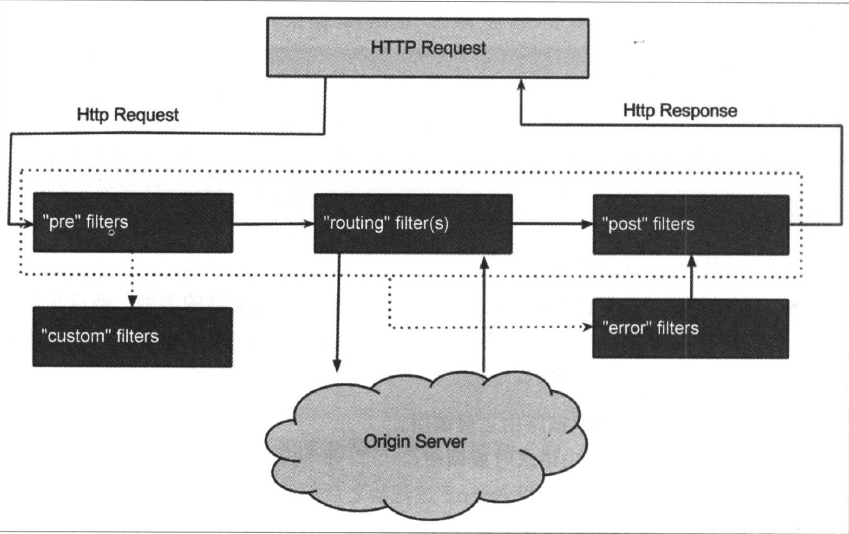 HTTP Request
Http Request
Http Response
"pre" filters
"routing" filter(s)
"post" filters
"custom" filters
"error" filters
Origin Server